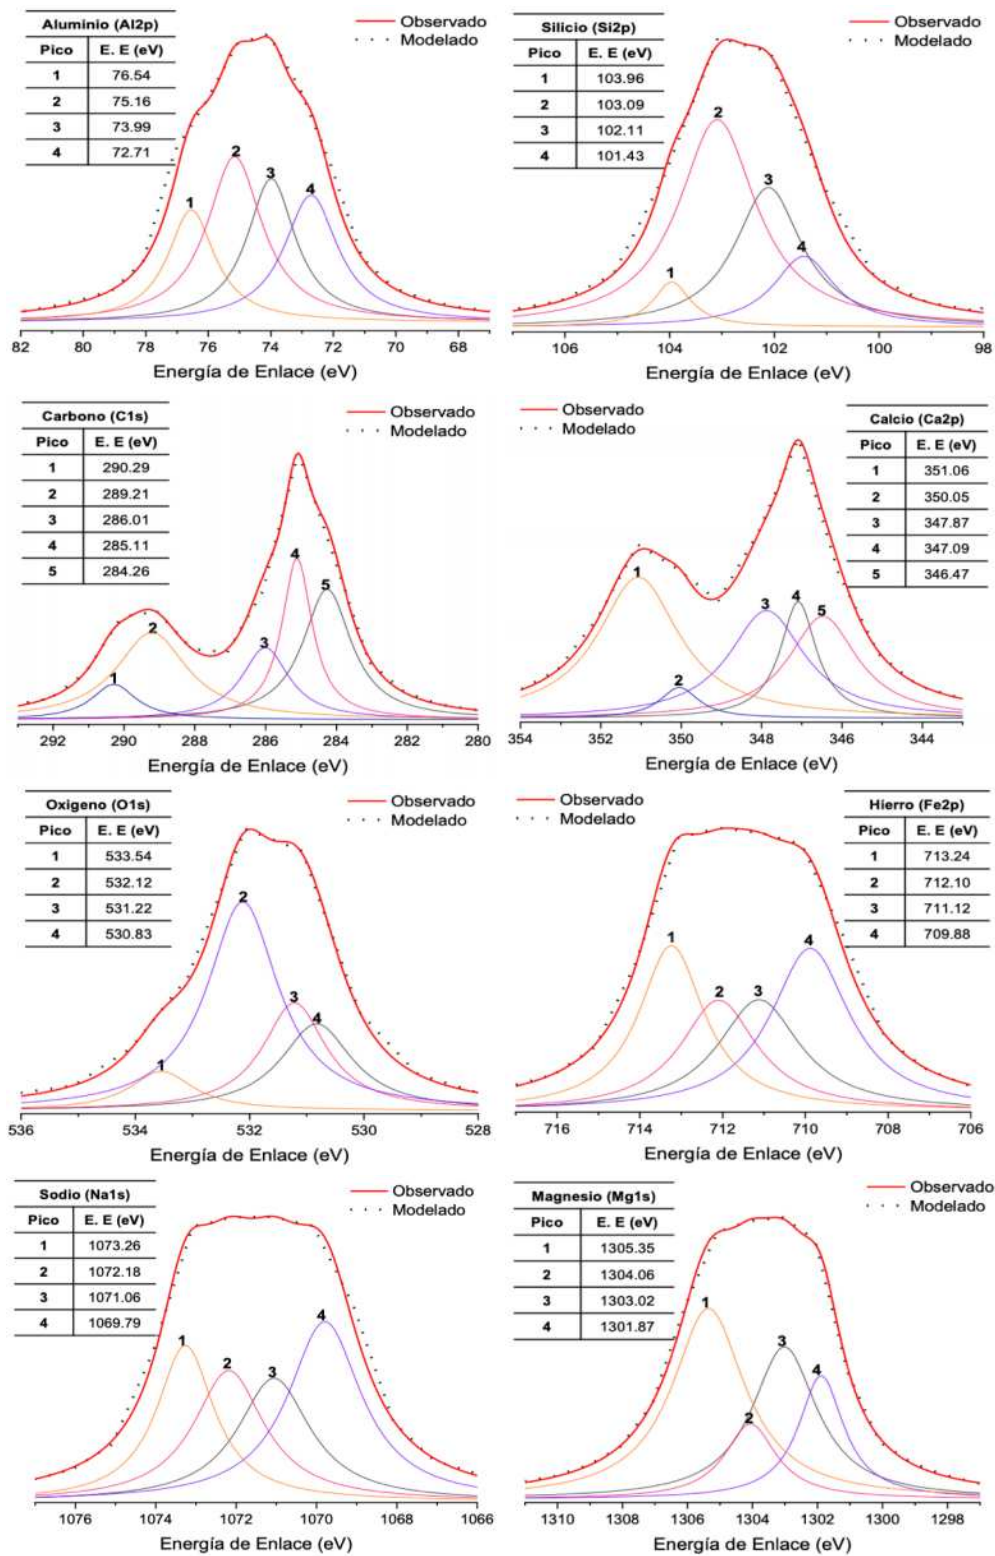 Aluminio (Al2p)
Pico E. E (eV)
1 76.54
2 75.16
3 73.99
4 72.71
Observado
Modelado
1
2
3
4
82 80 78 76 74 72 70 68
Energía de Enlace (eV)
Silicio (Si2p)
Pico E. E (eV)
1 103.96
2 103.09
3 102.11
4 101.43
Observado
Modelado
1
2
3
4
106 104 102 100 98
Energía de Enlace (eV)
Carbono (C1s)
Pico E. E (eV)
1 290.29
2 289.21
3 286.01
4 285.11
5 284.26
Observado
Modelado
1
2
3
4
5
292 290 288 286 284 282 280
Energía de Enlace (eV)
Observado
Modelado
Calcio (Ca2p)
Pico E. E (eV)
1 351.06
2 350.05
3 347.87
4 347.09
5 346.47
1
2
3
4
5
354 352 350 348 346 344
Energía de Enlace (eV)
Oxigeno (O1s)
Pico E. E (eV)
1 533.54
2 532.12
3 531.22
4 530.83
Observado
Modelado
1
2
3
4
536 534 532 530 528
Energía de Enlace (eV)
Observado
Modelado
Hierro (Fe2p)
Pico E. E (eV)
1 713.24
2 712.10
3 711.12
4 709.88
1
2
3
4
716 714 712 710 708 706
Energía de Enlace (eV)
Sodio (Na1s)
Pico E. E (eV)
1 1073.26
2 1072.18
3 1071.06
4 1069.79
Observado
Modelado
1
2
3
4
1076 1074 1072 1070 1068 1066
Energía de Enlace (eV)
Magnesio (Mg1s)
Pico E. E (eV)
1 1305.35
2 1304.06
3 1303.02
4 1301.87
Observado
Modelado
1
2
3
4
1310 1308 1306 1304 1302 1300 1298
Energía de Enlace (eV)